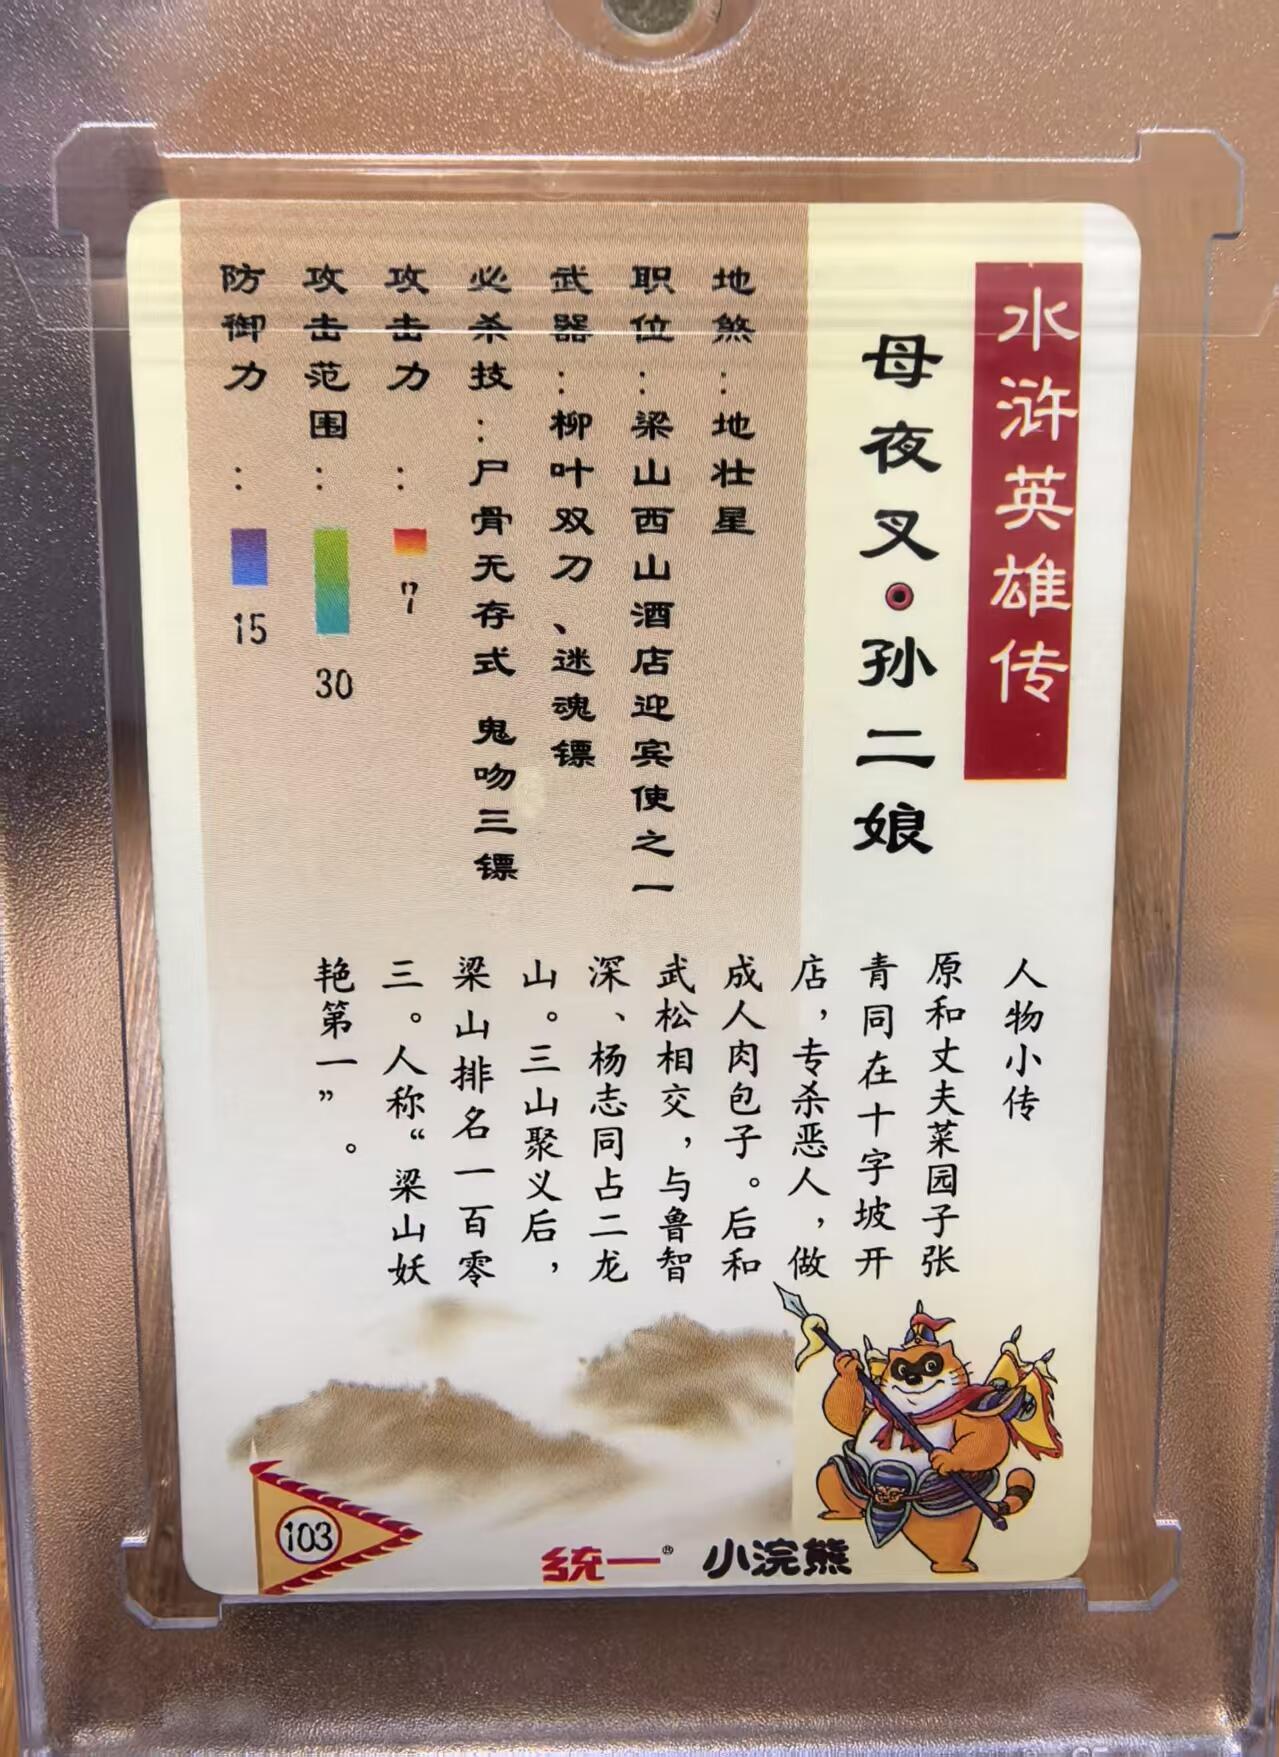 水浒英雄传
母夜叉·孙二娘
地煞：地壮星
职位：梁山西山酒店迎宾使之一
武器：柳叶双刀、迷魂镖
必杀技：尸骨无存式 鬼吻三镖
攻击力：7
攻击范围：30
防御力：15
人物小传
原和丈夫菜园子张
青同在十字坡开
店，专杀恶人，做
成人肉包子。后和
武松相交，与鲁智
深、杨志同占二龙
山。三山聚义后，
梁山排名一百零
三。人称“梁山妖
艳第一”。
103
统一® 小浣熊